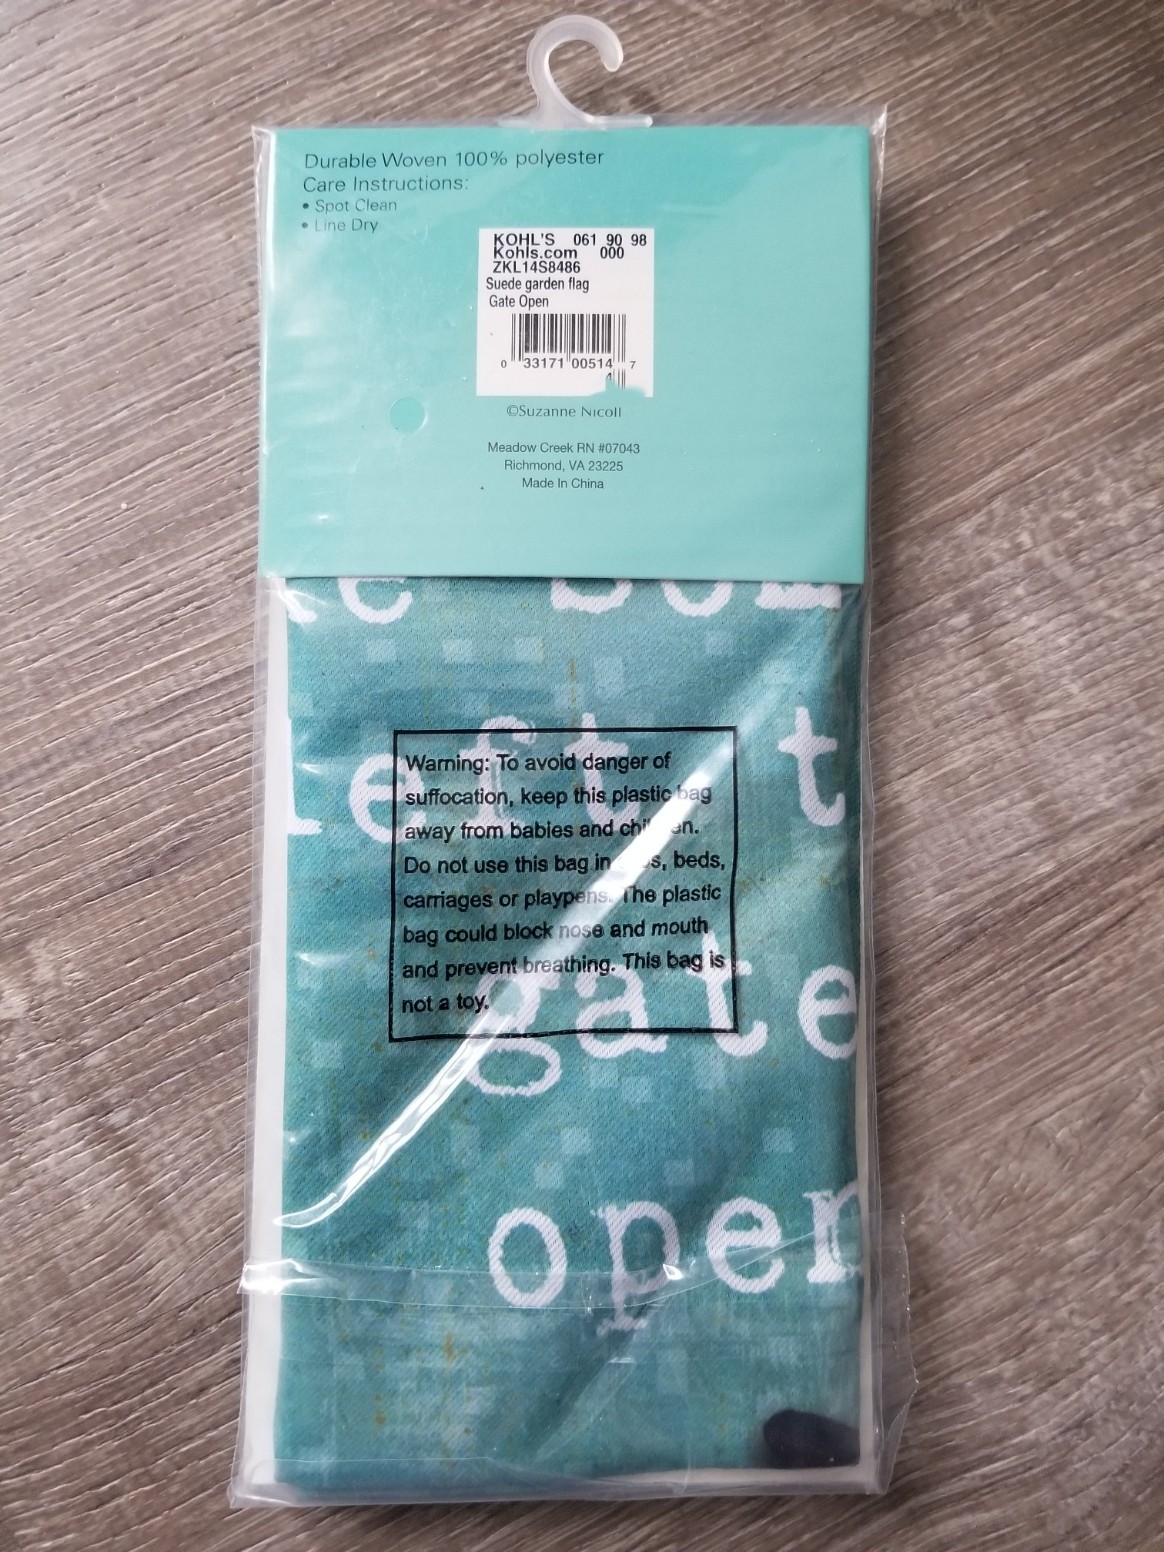 Durable Woven 100% polyester
Care Instructions:
• Spot Clean
• Line Dry
KOHL'S 061 90 98
Kohls.com 000
ZKL14S8486
Suede garden flag
Gate Open
0 33171 00514 7
©Suzanne Nicoll
Meadow Creek RN #07043
Richmond, VA 23225
Made In China
left t
gate
open
Warning: To avoid danger of
suffocation, keep this plastic bag
away from babies and children.
Do not use this bag in beds,
carriages or playpens. The plastic
bag could block nose and mouth
and prevent breathing. This bag is
not a toy.